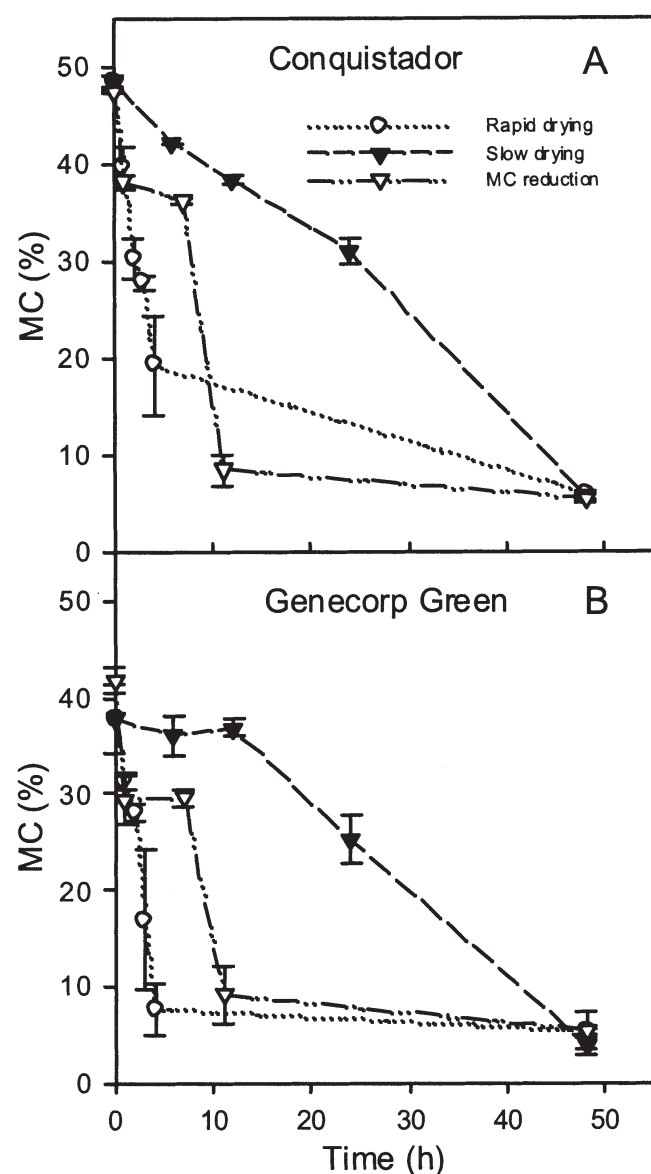 Conquistador A
Rapid drying
Slow drying
MC reduction
MC (%)
50
40
30
20
10
0
Genecorp Green B
MC (%)
50
40
30
20
10
0
0 10 20 30 40 50
Time (h)